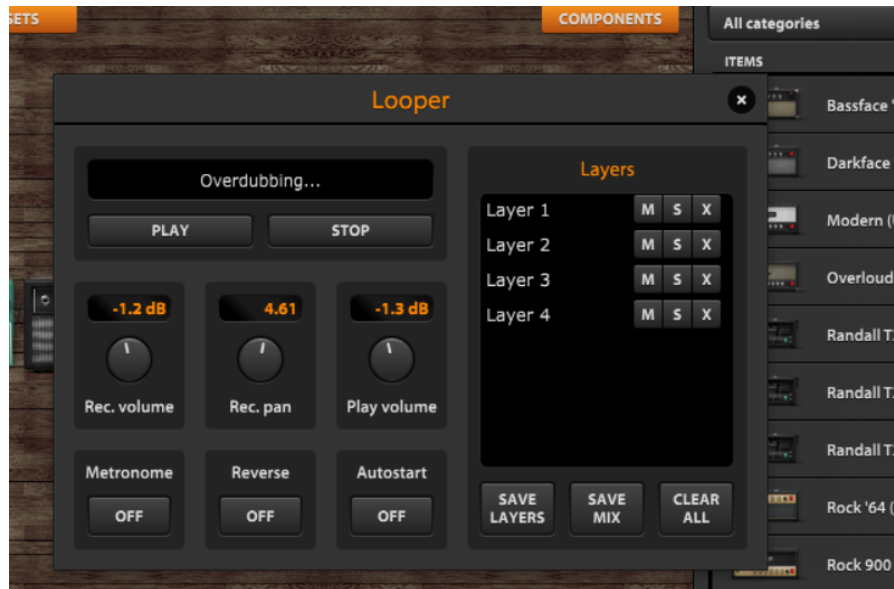 SETS
COMPONENTS
All categories
ITEMS
Looper
Overdubbing...
PLAY
STOP
-1.2 dB
4.61
-1.3 dB
Rec. volume
Rec. pan
Play volume
Metronome
Reverse
Autostart
OFF
OFF
OFF
Layers
Layer 1 M S X
Layer 2 M S X
Layer 3 M S X
Layer 4 M S X
SAVE
LAYERS
SAVE
MIX
CLEAR
ALL
Bassface '
Darkface
Modern (
Overloud
Randall T
Randall T
Randall T
Rock '64 (
Rock 900